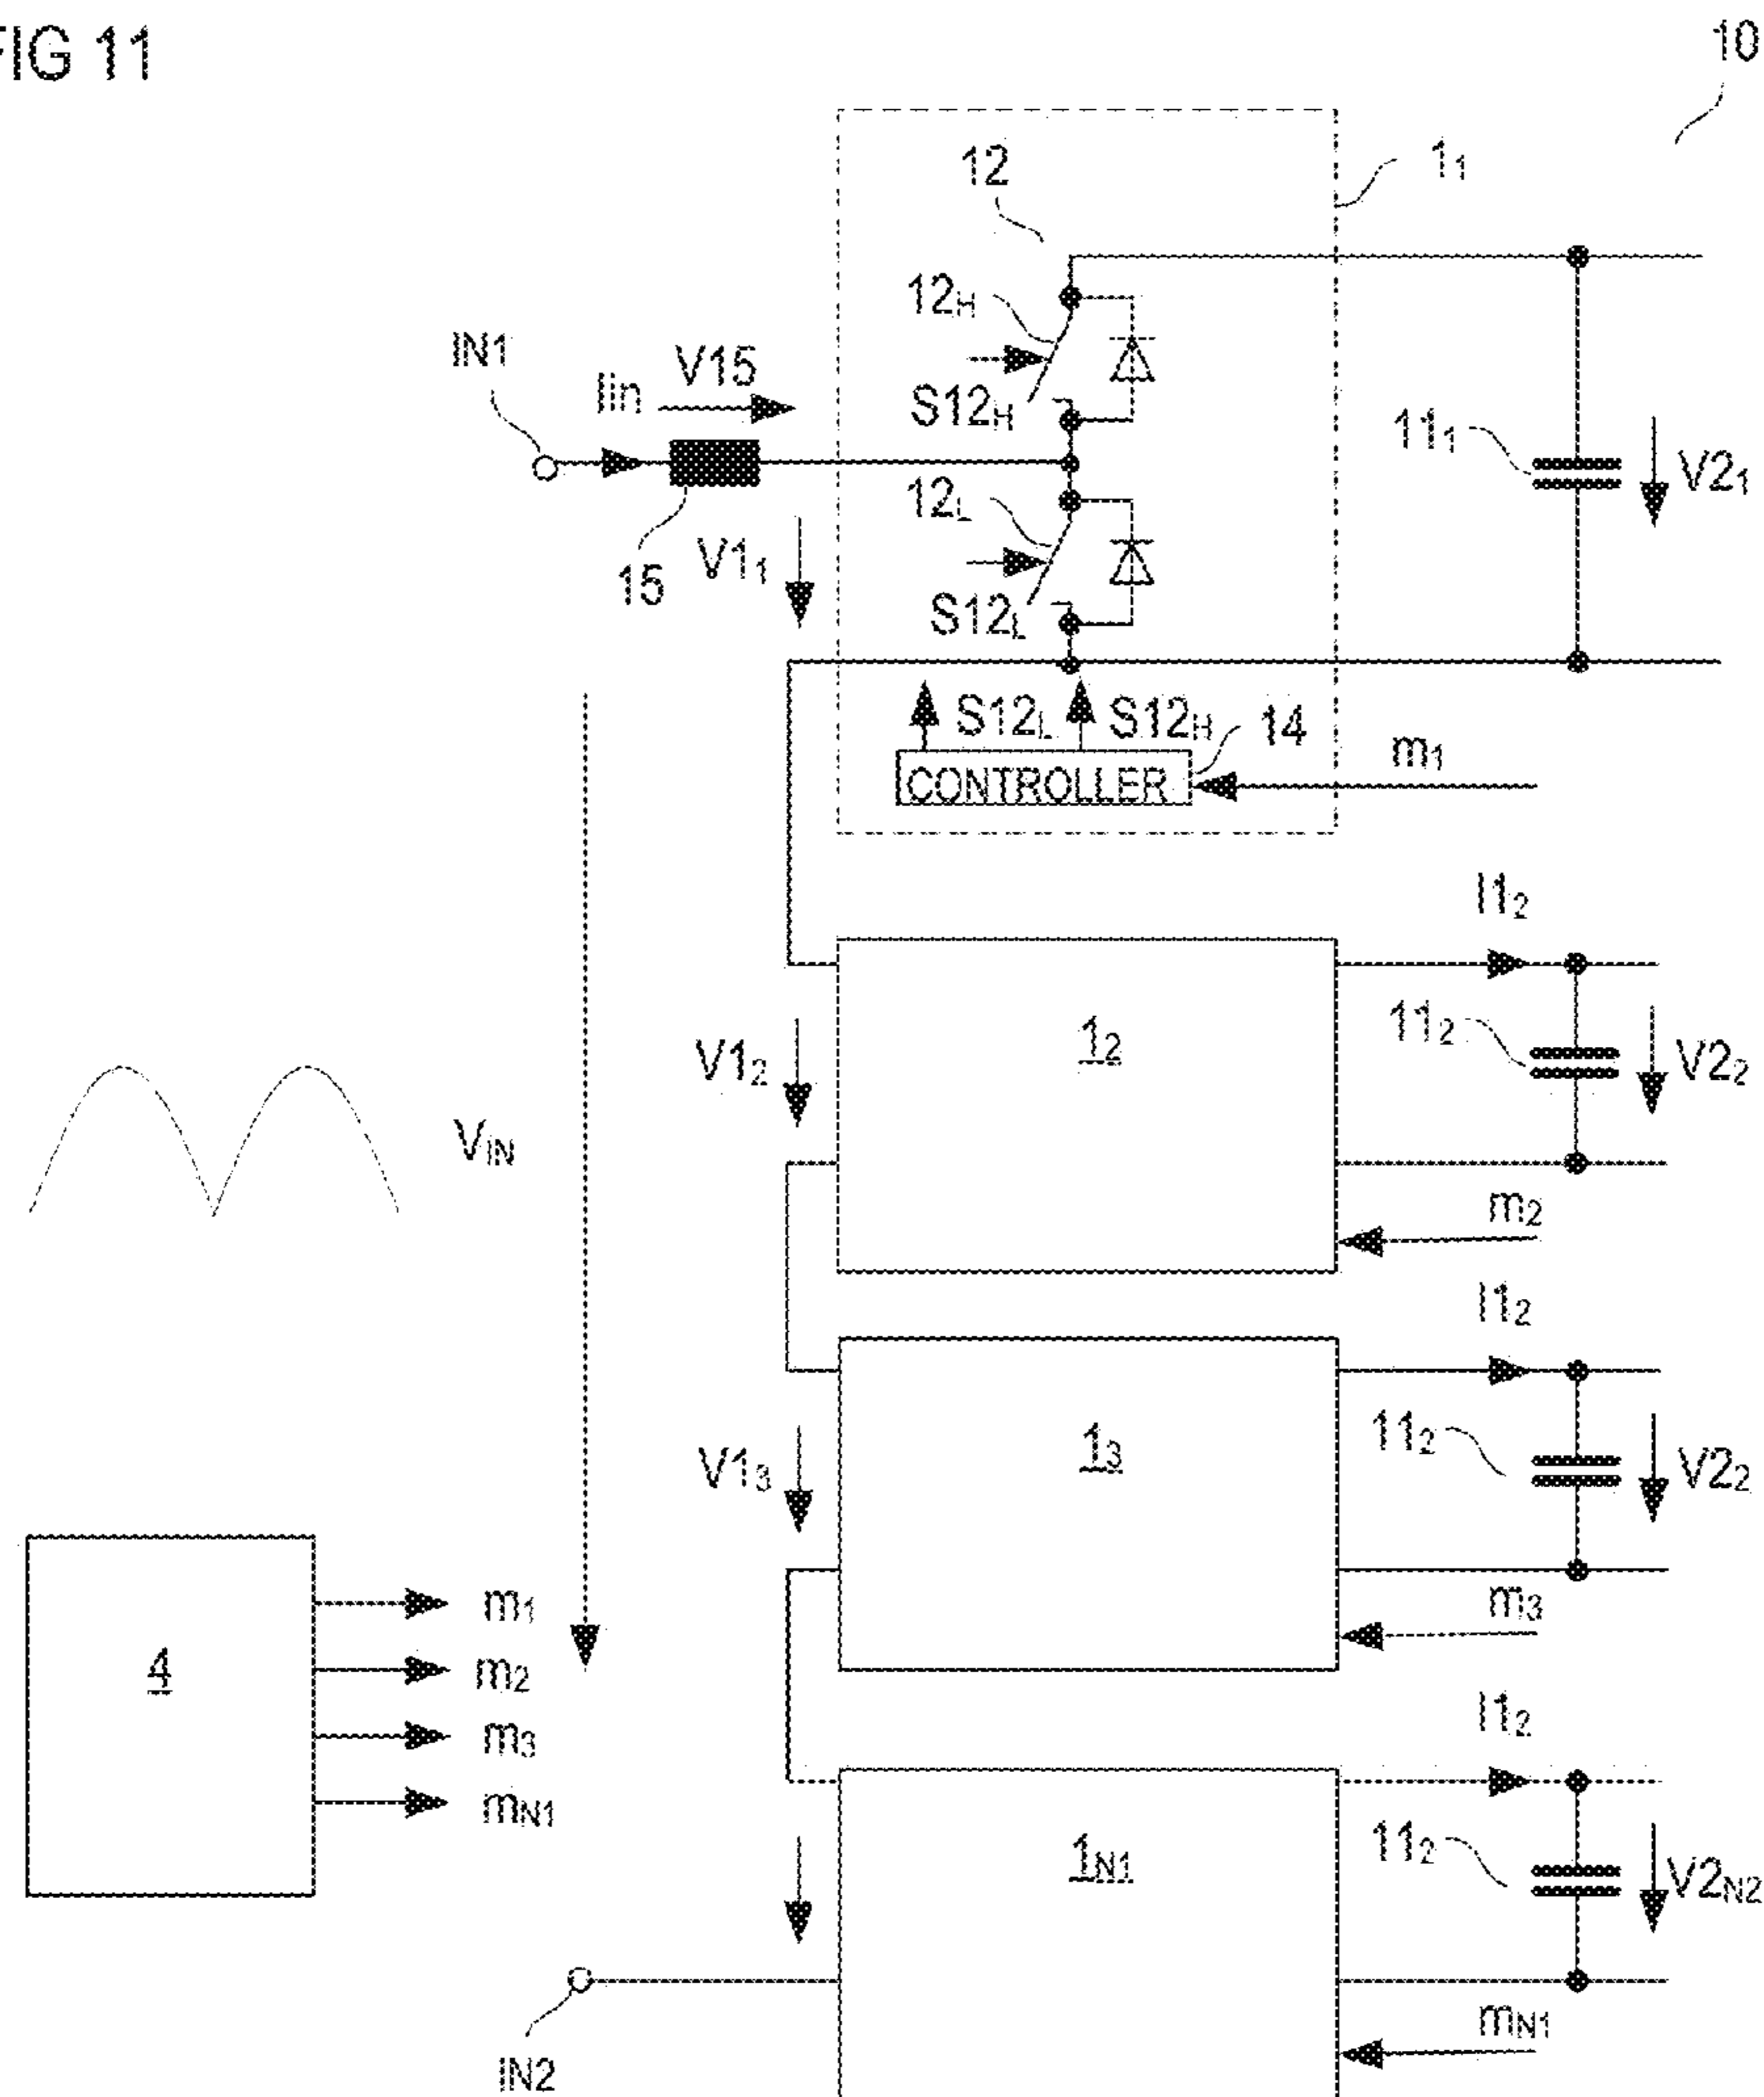 FIG 11
10
12
1₁
12H
IN1
Iin
V15
S12H
11₁
V2₁
12L
15
V1₁
S12L
S12L
S12H
14
CONTROLLER
m₁
I1₂
1₂
11₂
V1₂
V2₂
VIN
m₂
I1₂
1₃
11₂
V1₃
V2₂
m₃
4
m₁
m₂
m₃
mN1
I1₂
1N1
11₂
V2N2
mN1
IN2